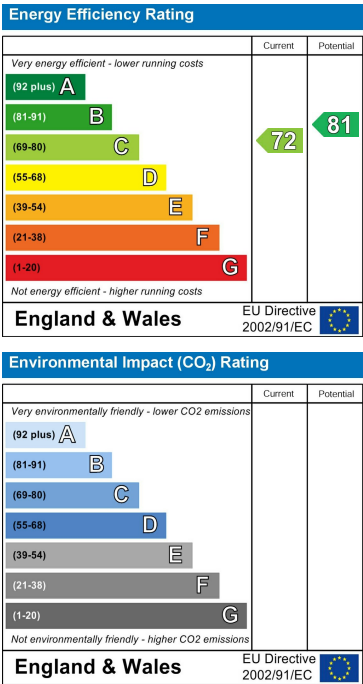 Energy Efficiency Rating
Current Potential
Very energy efficient - lower running costs
(92 plus) A
(81-91) B
(69-80) C
(55-68) D
(39-54) E
(21-38) F
(1-20) G
72
81
Not energy efficient - higher running costs
England & Wales
EU Directive
2002/91/EC
Environmental Impact (CO₂) Rating
Current Potential
Very environmentally friendly - lower CO2 emissions
(92 plus) A
(81-91) B
(69-80) C
(55-68) D
(39-54) E
(21-38) F
(1-20) G
Not environmentally friendly - higher CO2 emissions
England & Wales
EU Directive
2002/91/EC